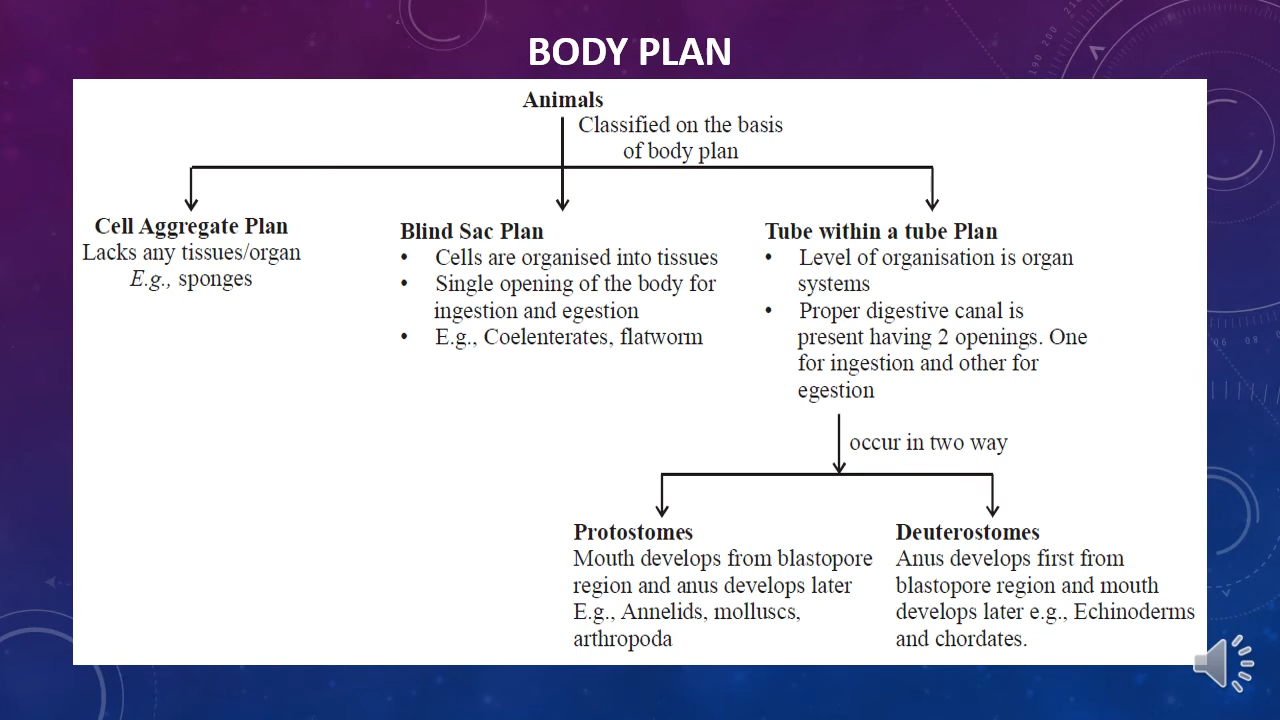 BODY PLAN
Animals
Classified on the basis
of body plan
Cell Aggregate Plan
Lacks any tissues/organ
E.g., sponges
Blind Sac Plan
• Cells are organised into tissues
• Single opening of the body for
ingestion and egestion
• E.g., Coelenterates, flatworm
Tube within a tube Plan
• Level of organisation is organ
systems
• Proper digestive canal is
present having 2 openings. One
for ingestion and other for
egestion
occur in two way
Protostomes
Mouth develops from blastopore
region and anus develops later
E.g., Annelids, molluscs,
arthropoda
Deuterostomes
Anus develops first from
blastopore region and mouth
develops later e.g., Echinoderms
and chordates.
190 200 210